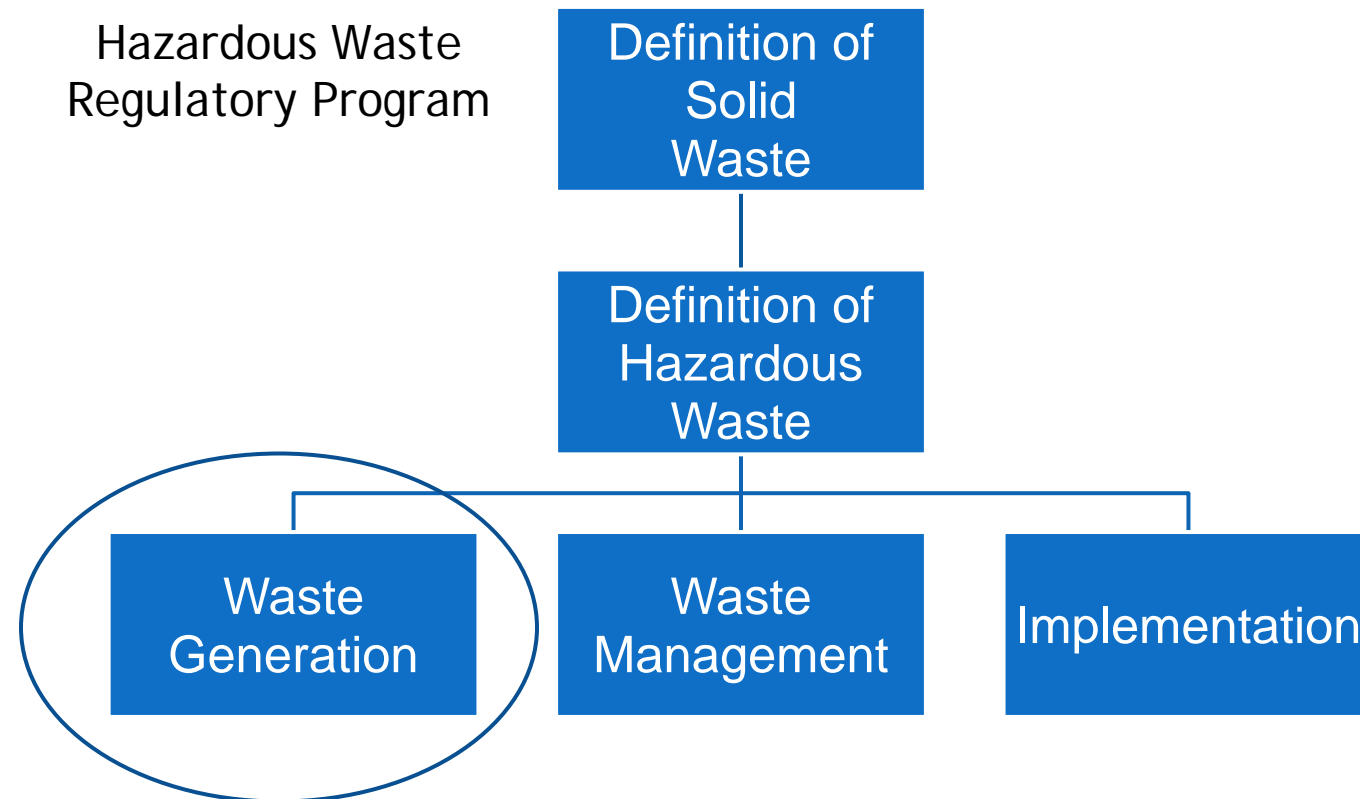 Hazardous Waste
Regulatory Program
Definition of
Solid
Waste
Definition of
Hazardous
Waste
Waste
Generation
Waste
Management
Implementation